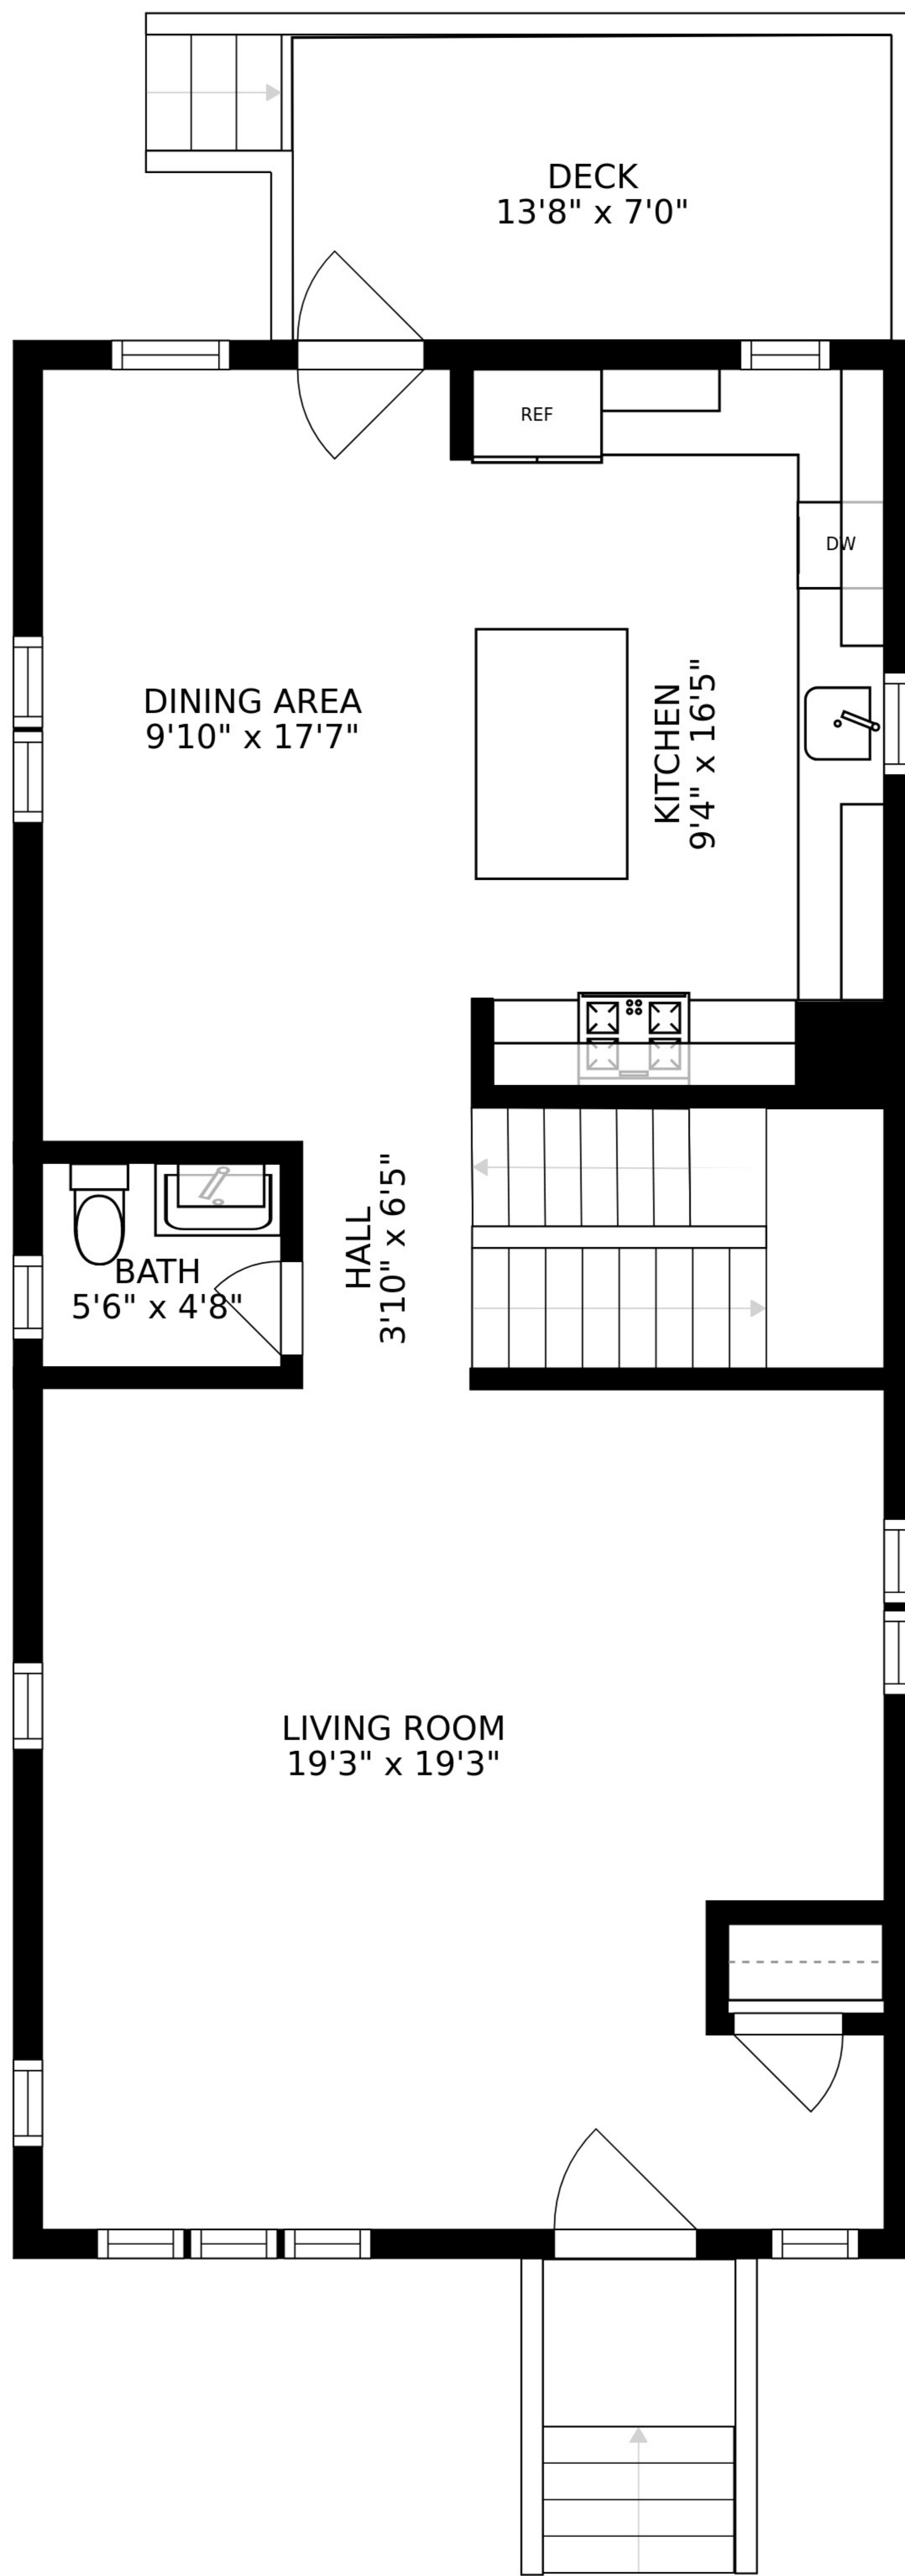 DECK
13'8" x 7'0"
REF
DW
DINING AREA
9'10" x 17'7"
KITCHEN
9'4" x 16'5"
HALL
3'10" x 6'5"
BATH
5'6" x 4'8"
LIVING ROOM
19'3" x 19'3"